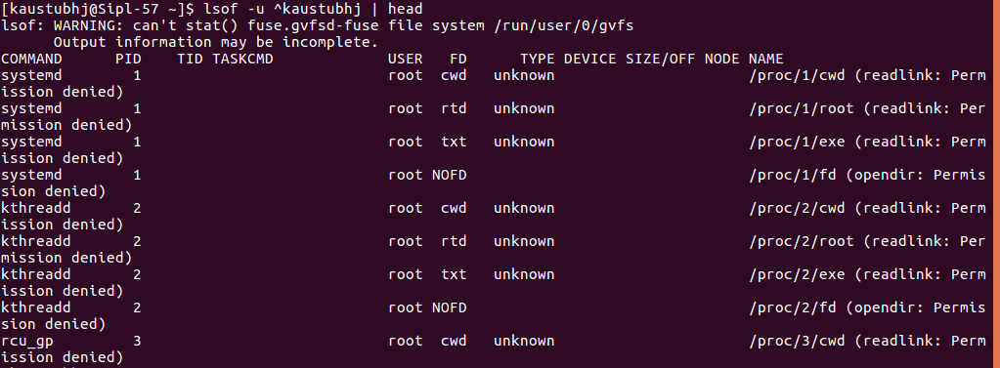 [kaustubhj@Sipl-57 ~]$ lsof -u ^kaustubhj | head
lsof: WARNING: can't stat() fuse.gvfsd-fuse file system /run/user/0/gvfs
      Output information may be incomplete.
COMMAND     PID    TID TASKCMD             USER   FD      TYPE DEVICE SIZE/OFF NODE NAME
systemd       1                            root  cwd   unknown                      /proc/1/cwd (readlink: Perm
ission denied)
systemd       1                            root  rtd   unknown                      /proc/1/root (readlink: Per
mission denied)
systemd       1                            root  txt   unknown                      /proc/1/exe (readlink: Perm
ission denied)
systemd       1                            root NOFD                                /proc/1/fd (opendir: Permis
sion denied)
kthreadd      2                            root  cwd   unknown                      /proc/2/cwd (readlink: Perm
ission denied)
kthreadd      2                            root  rtd   unknown                      /proc/2/root (readlink: Per
mission denied)
kthreadd      2                            root  txt   unknown                      /proc/2/exe (readlink: Perm
ission denied)
kthreadd      2                            root NOFD                                /proc/2/fd (opendir: Permis
sion denied)
rcu_gp        3                            root  cwd   unknown                      /proc/3/cwd (readlink: Perm
ission denied)